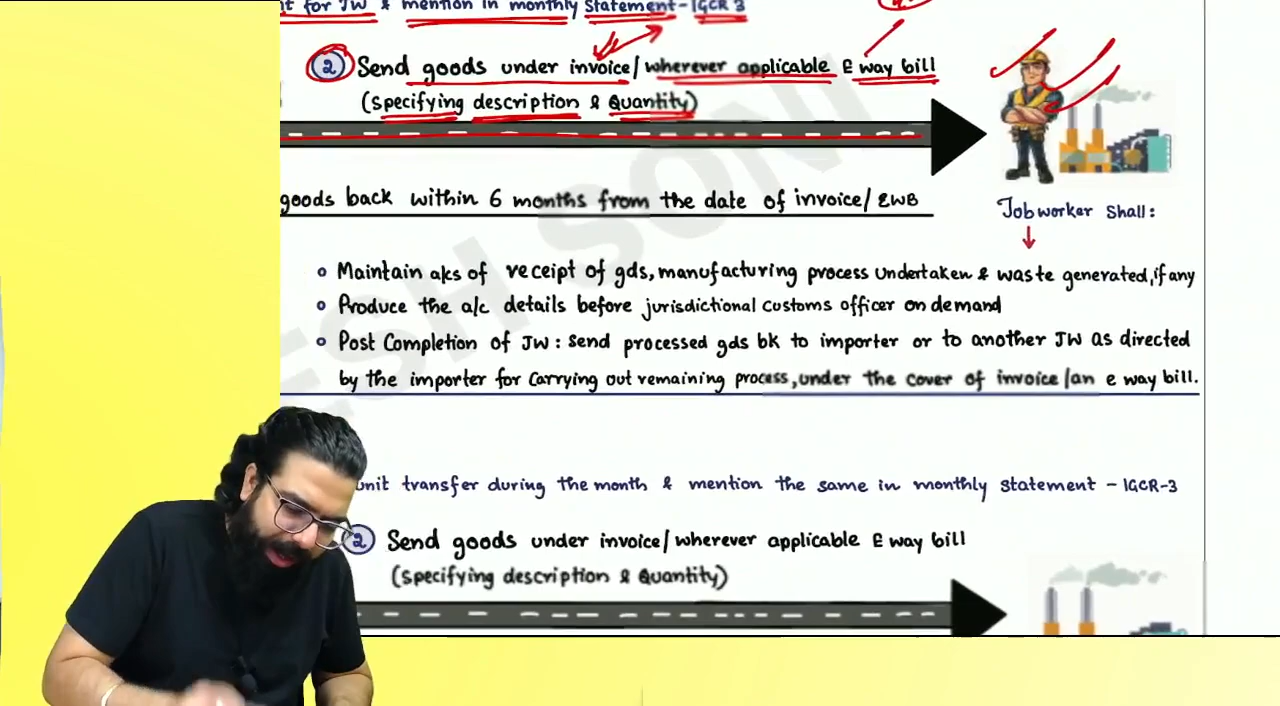 for JW & mention in monthly Statement - IGCR 3
2 Send goods under invoice/wherever applicable E way bill
(Specifying description & Quantity)
goods back within 6 months from the date of invoice/EWB
Jobworker Shall:
Maintain aks of receipt of gds, manufacturing process undertaken & waste generated, if any
Produce the a/c details before jurisdictional customs officer on demand
Post Completion of JW: Send processed gds bk to importer or to another JW as directed
by the importer for carrying out remaining process, under the cover of invoice/an e way bill.
unit transfer during the month & mention the same in monthly statement - IGCR-3
2 Send goods under invoice/wherever applicable E way bill
(Specifying description & Quantity)
ESH SONI